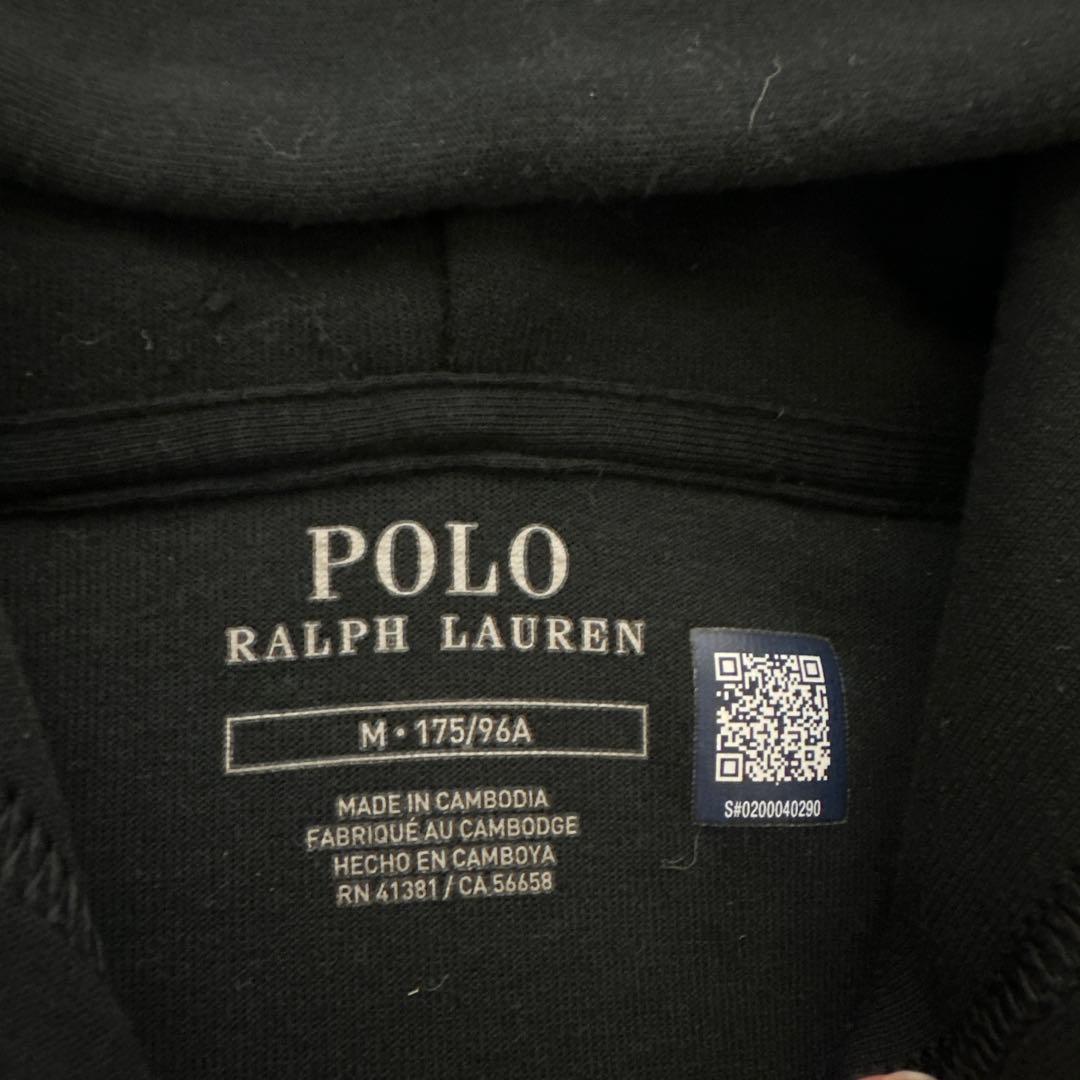 POLO
RALPH LAUREN
M • 175/96A
MADE IN CAMBODIA
FABRIQUÉ AU CAMBODGE
HECHO EN CAMBOYA
RN 41381 / CA 56658
S#0200040290